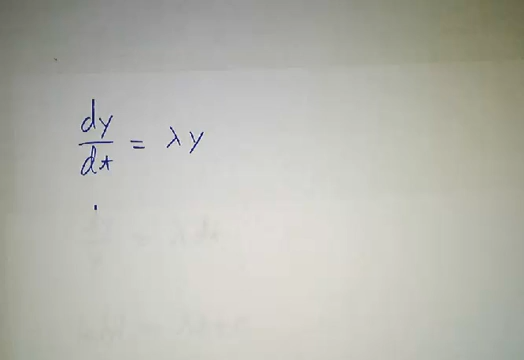 dy/dt = λy